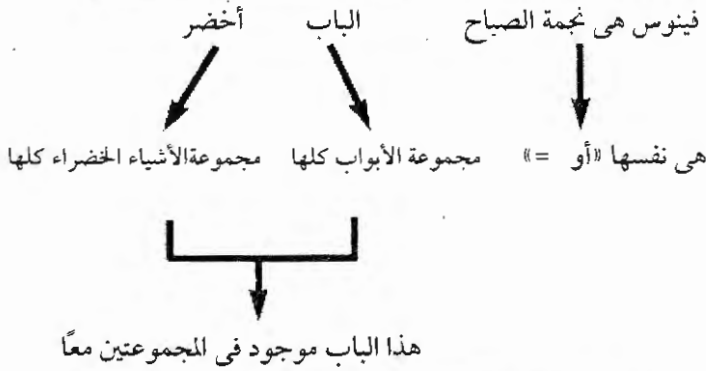 فينوس هى نجمة الصباح الباب أخضر
هى نفسها «أو =» مجموعة الأبواب كلها مجموعة الأشياء الخضراء كلها
هذا الباب موجود فى المجموعتين معًا